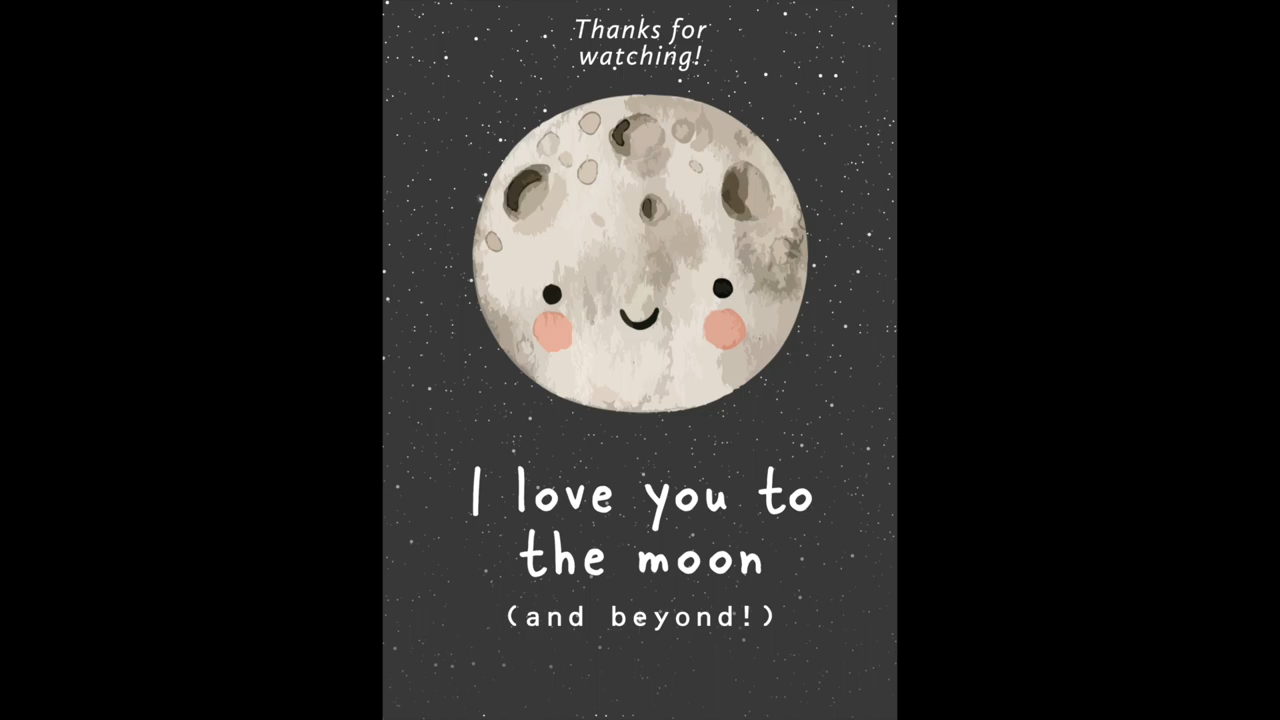 Thanks for
watching!
I love you to
the moon
(and beyond!)